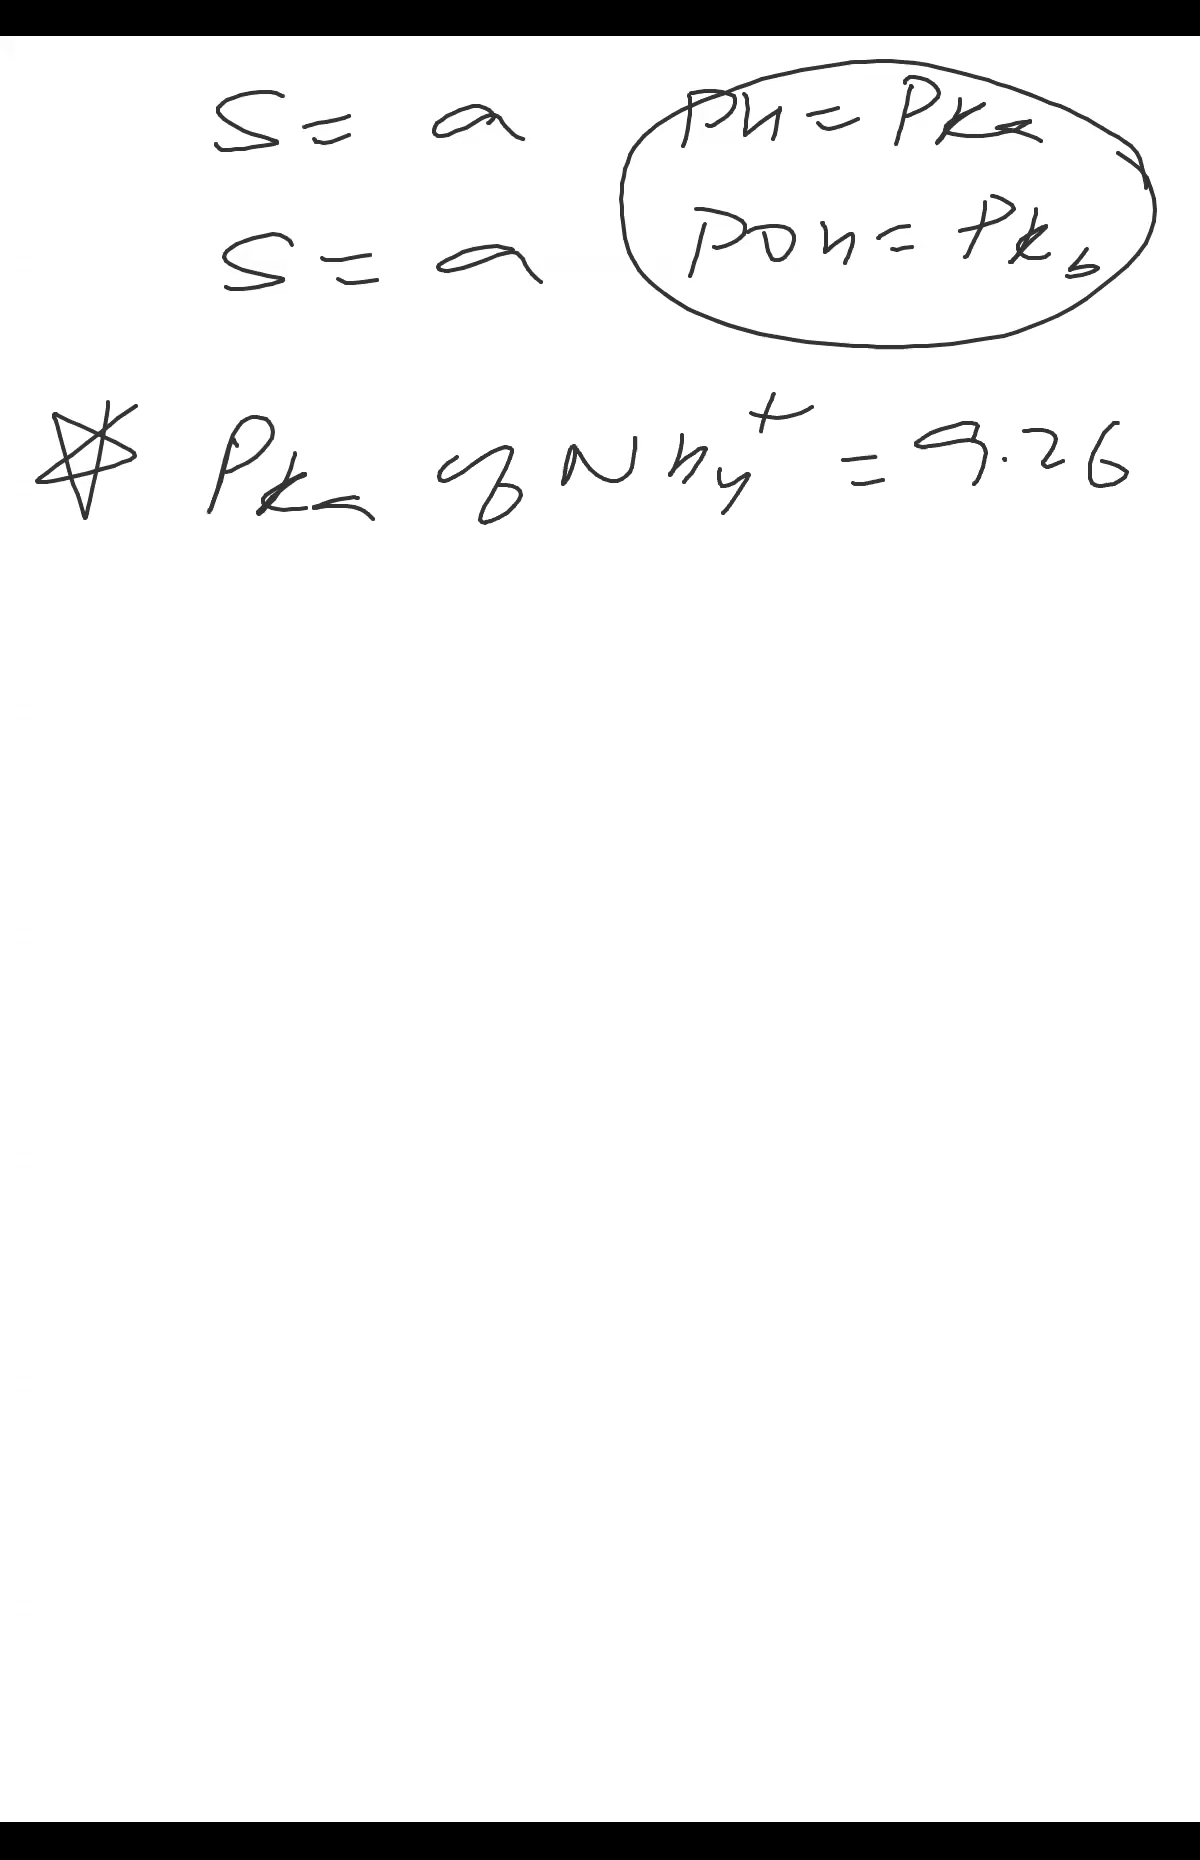 S = a PH = Pka
S = a POH = Pkb
Pka of NH4+ = 9.26